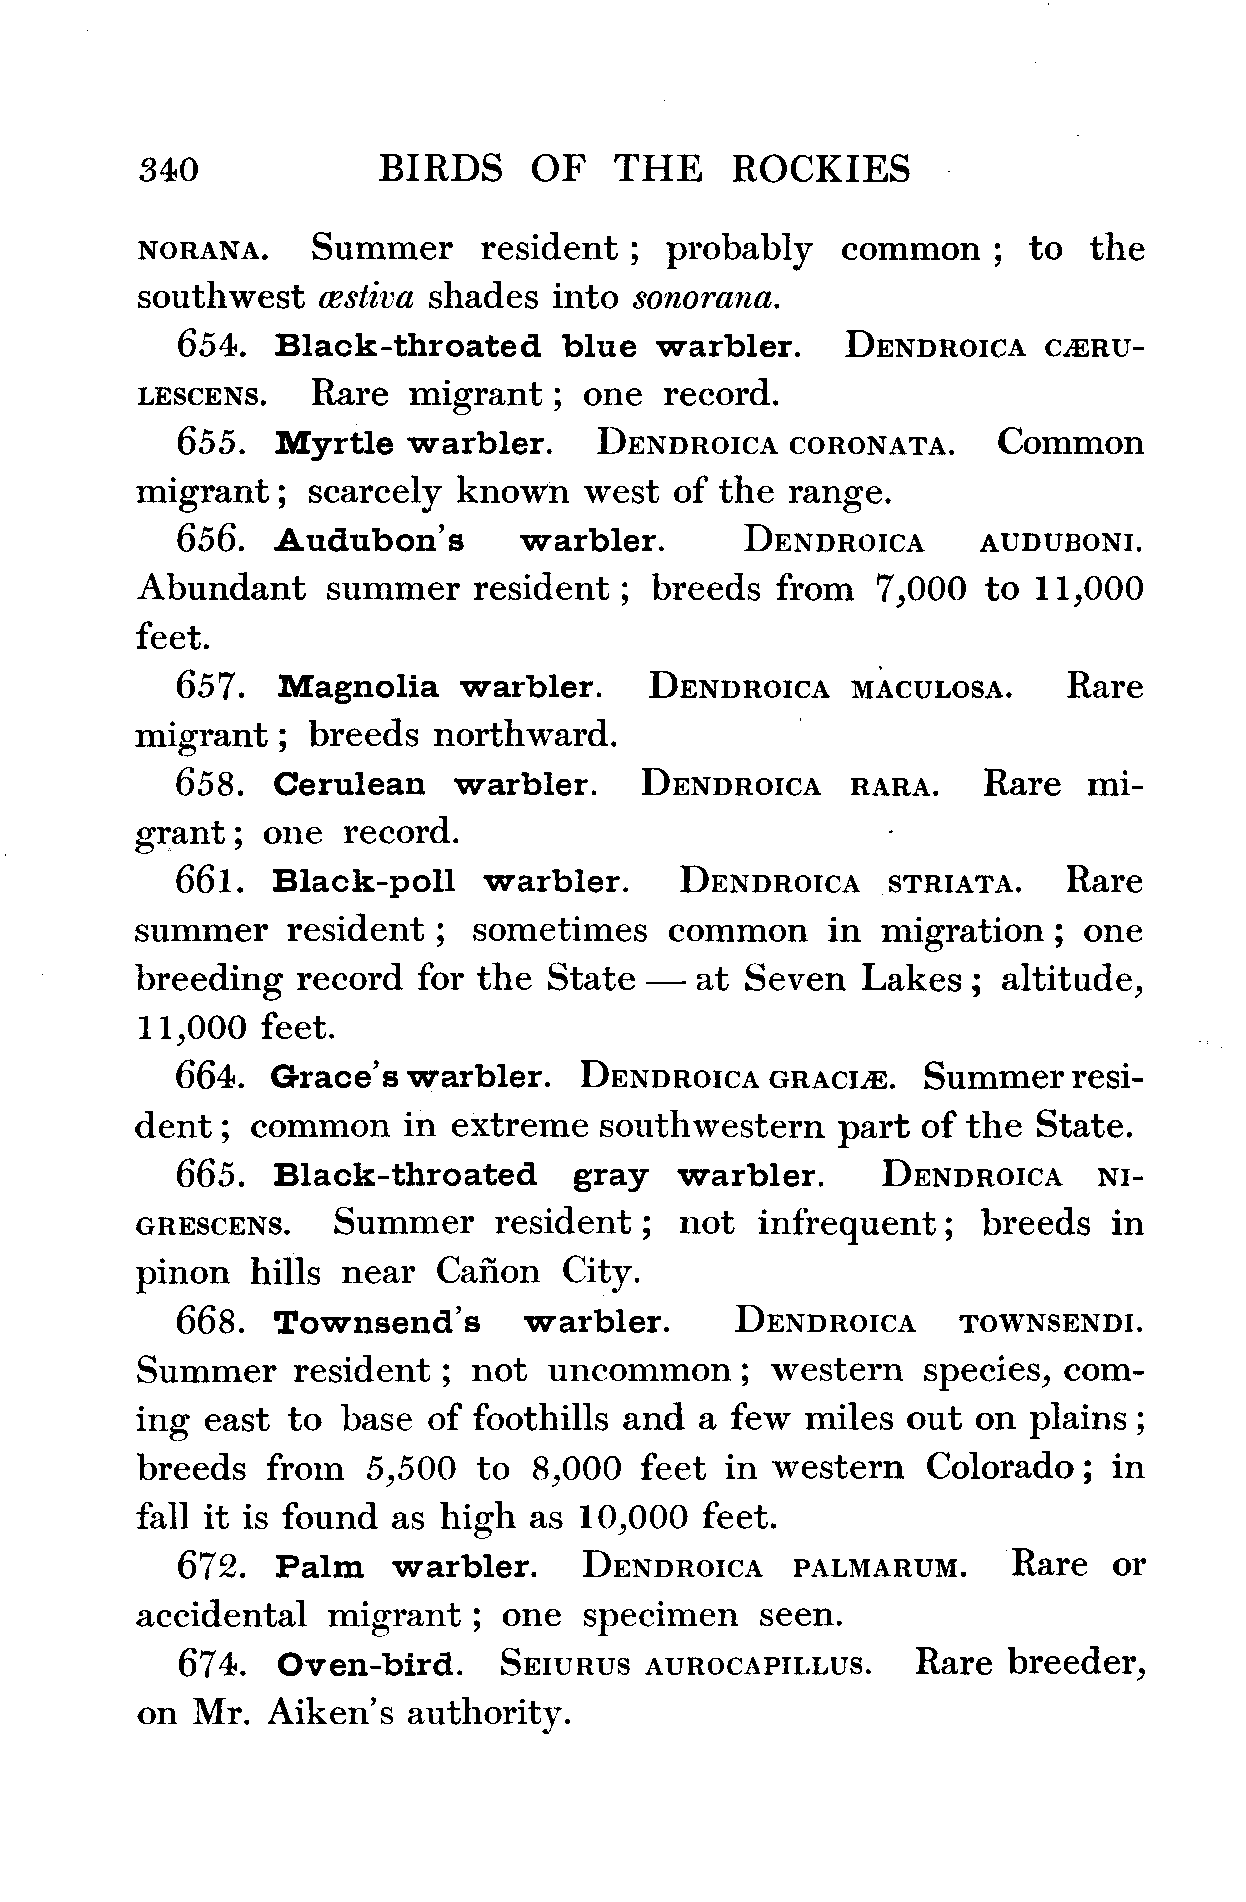 340 BIRDS OF THE ROCKIES
NORANA. Summer resident ; probably common ; to the
southwest æstiva shades into sonorana.
654. Black-throated blue warbler. DENDROICA CÆRU-
LESCENS. Rare migrant ; one record.
655. Myrtle warbler. DENDROICA CORONATA. Common
migrant ; scarcely known west of the range.
656. Audubon's warbler. DENDROICA AUDUBONI.
Abundant summer resident ; breeds from 7,000 to 11,000
feet.
657. Magnolia warbler. DENDROICA MACULOSA. Rare
migrant ; breeds northward.
658. Cerulean warbler. DENDROICA RARA. Rare mi-
grant ; one record.
661. Black-poll warbler. DENDROICA STRIATA. Rare
summer resident ; sometimes common in migration ; one
breeding record for the State — at Seven Lakes ; altitude,
11,000 feet.
664. Grace's warbler. DENDROICA GRACIÆ. Summer resi-
dent ; common in extreme southwestern part of the State.
665. Black-throated gray warbler. DENDROICA NI-
GRESCENS. Summer resident ; not infrequent ; breeds in
pinon hills near Cañon City.
668. Townsend's warbler. DENDROICA TOWNSENDI.
Summer resident ; not uncommon ; western species, com-
ing east to base of foothills and a few miles out on plains ;
breeds from 5,500 to 8,000 feet in western Colorado ; in
fall it is found as high as 10,000 feet.
672. Palm warbler. DENDROICA PALMARUM. Rare or
accidental migrant ; one specimen seen.
674. Oven-bird. SEIURUS AUROCAPILLUS. Rare breeder,
on Mr. Aiken's authority.